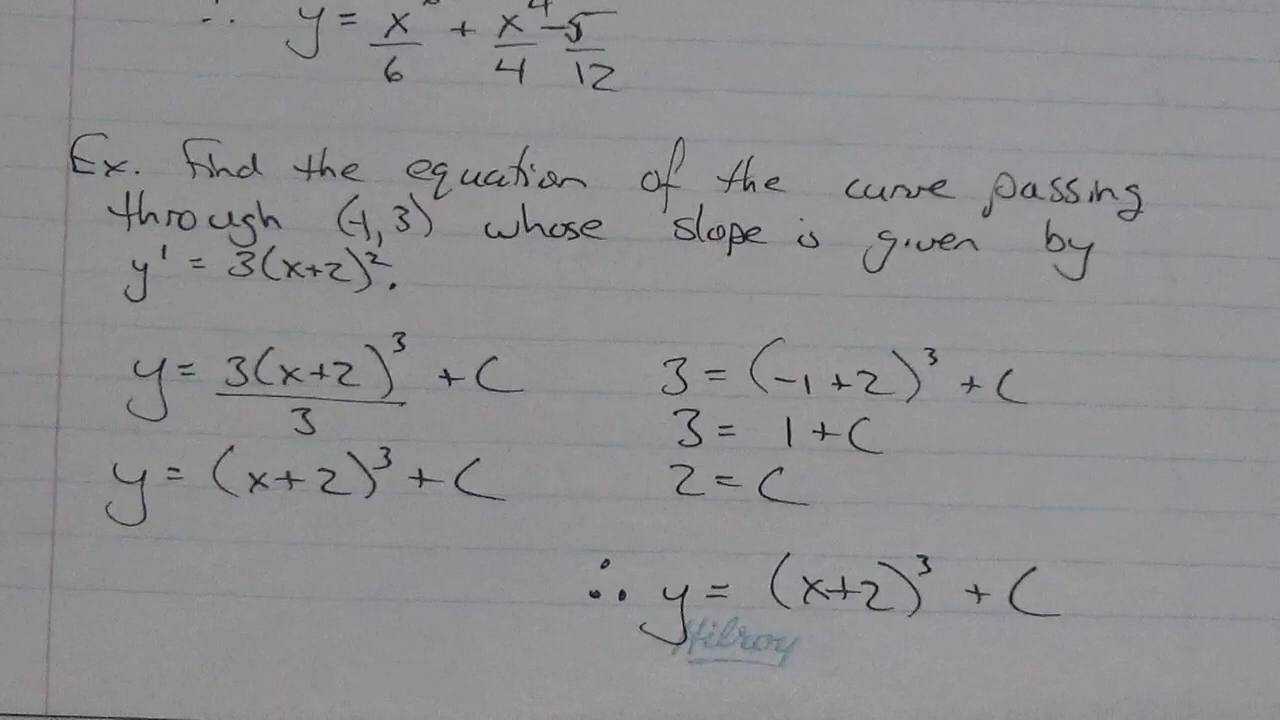 ∴ y = x/6 + x⁴/4 - 5/12
Ex. Find the equation of the curve passing
through (-1,3) whose slope is given by
y' = 3(x+2)².
y = 3(x+2)³/3 + C
y = (x+2)³ + C
3 = (-1+2)³ + C
3 = 1 + C
2 = C
∴ y = (x+2)³ + C
Hilroy